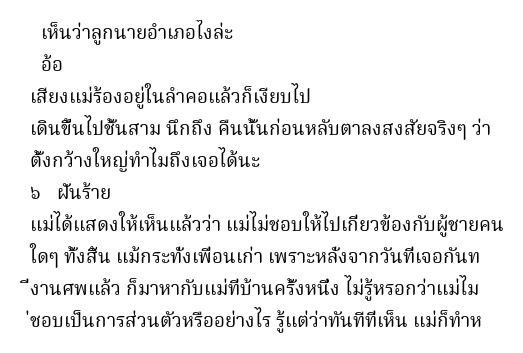 เห็นว่าลูกนายอำเภอไงล่ะ
อ้อ
เสียงแม่ร้องอยู่ในลำคอแล้วก็เงียบไป
เดินขึ้นไปชั้นสาม นึกถึง คืนนั้นก่อนหลับตาลงสงสัยจริงๆ ว่า
ตั้งกว้างใหญ่ทำไมถึงเจอได้นะ
๖ ฝันร้าย
แม่ได้แสดงให้เห็นแล้วว่า แม่ไม่ชอบให้ไปเกี่ยวข้องกับผู้ชายคน
ใดๆ ทั้งสิ้น แม้กระทั่งเพื่อนเก่า เพราะหลังจากวันที่เจอกันท
ี่งานศพแล้ว ก็มาหากับแม่ที่บ้านครั้งหนึ่ง ไม่รู้หรอกว่าแม่ไม
่ชอบเป็นการส่วนตัวหรืออย่างไร รู้แต่ว่าทันทีที่เห็น แม่ก็ทำห